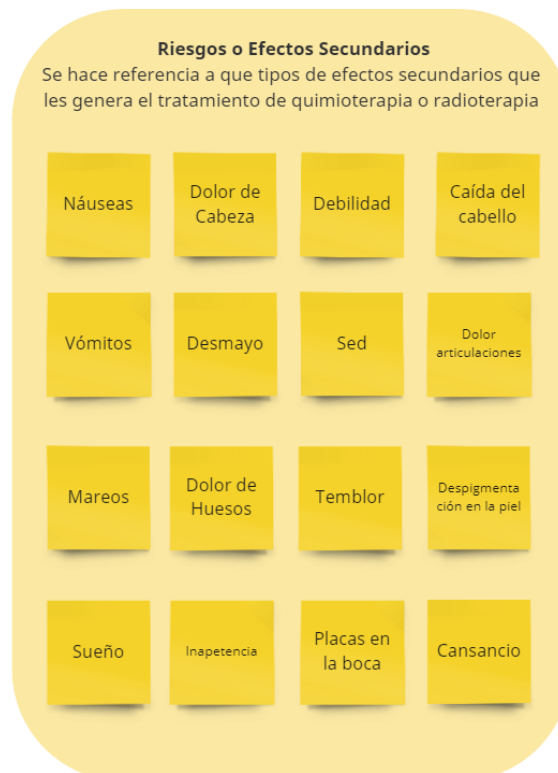 Riesgos o Efectos Secundarios
Se hace referencia a que tipos de efectos secundarios que
les genera el tratamiento de quimioterapia o radioterapia
Náuseas
Dolor de
Cabeza
Debilidad
Caída del
cabello
Vómitos
Desmayo
Sed
Dolor
articulaciones
Mareos
Dolor de
Huesos
Temblor
Despigmenta
ción en la piel
Sueño
Inapetencia
Placas en
la boca
Cansancio